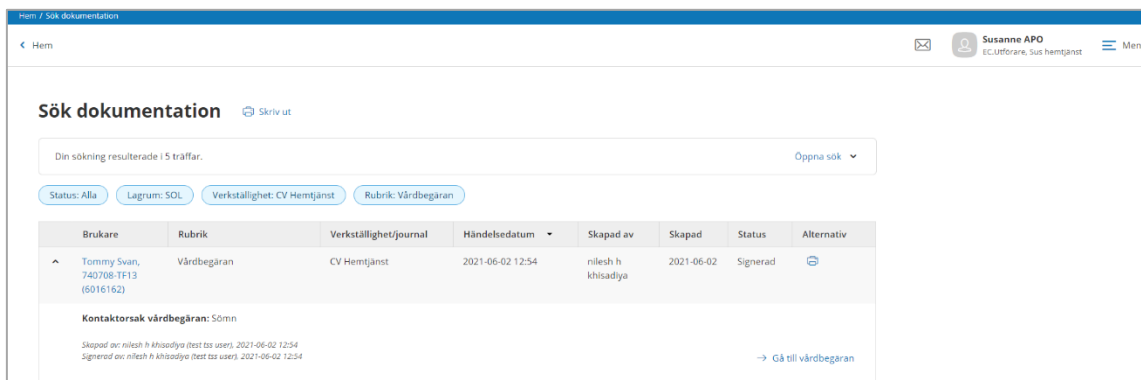 Hem / Sök dokumentation
Hem
Susanne APO
EC.Utförare, Sus hemtjänst
Men
Sök dokumentation
Skriv ut
Din sökning resulterade i 5 träffar.
Öppna sök
Status: Alla
Lagrum: SOL
Verkställighet: CV Hemtjänst
Rubrik: Vårdbegäran
Brukare Rubrik Verkställighet/journal Händelsedatum Skapad av Skapad Status Alternativ
Tommy Svan, Vårdbegäran CV Hemtjänst 2021-06-02 12:54 nilesh h 2021-06-02 Signerad
740708-TF13 khisadiya
(6016162)
Kontaktorsak vårdbegäran: Sömn
Skapad av: nilesh h khisadiya (test tss user), 2021-06-02 12:54
Signerad av: nilesh h khisadiya (test tss user), 2021-06-02 12:54
Gå till vårdbegäran